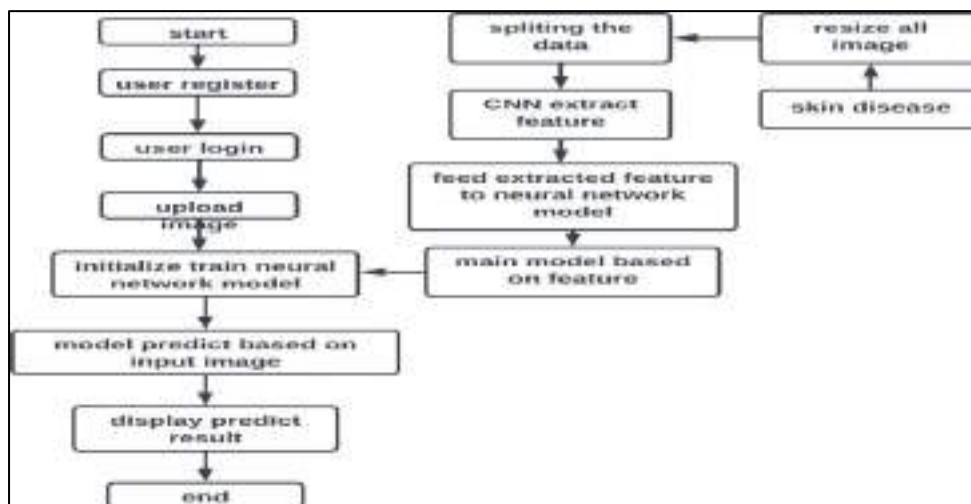 start
user register
user login
upload
image
initialize train neural
network model
model predict based on
input image
display predict
result
end
spliting the
data
CNN extract
feature
feed extracted feature
to neural network
model
main model based
on feature
resize all
image
skin disease